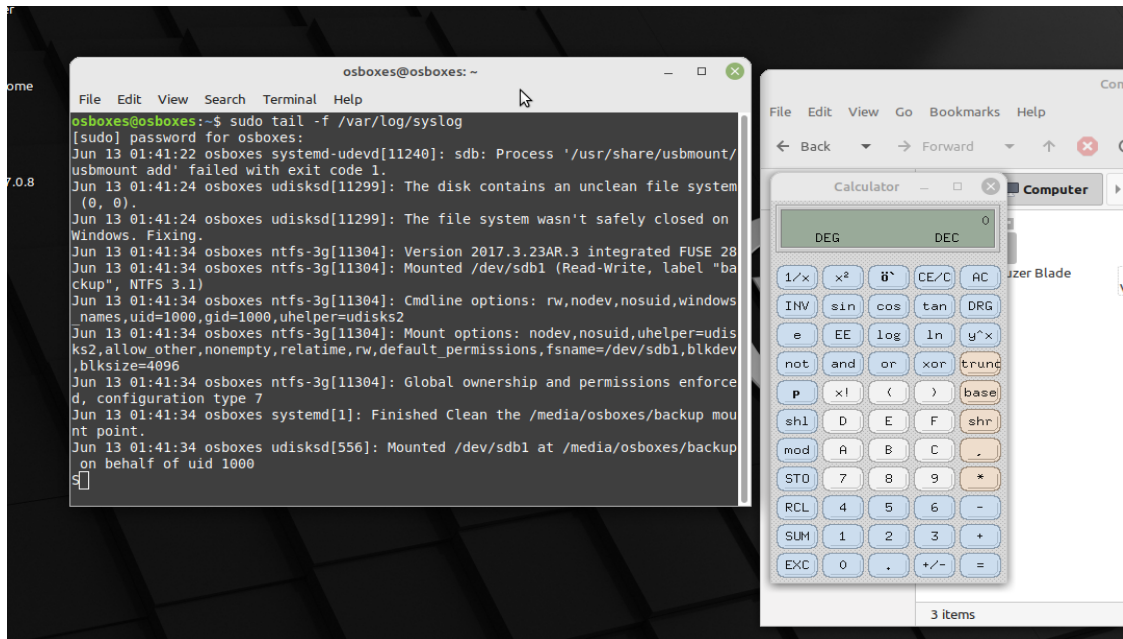 ome
7.0.8
osboxes@osboxes: ~
File Edit View Search Terminal Help
osboxes@osboxes:~$ sudo tail -f /var/log/syslog
[sudo] password for osboxes:
Jun 13 01:41:22 osboxes systemd-udevd[11240]: sdb: Process '/usr/share/usbmount/
usbmount add' failed with exit code 1.
Jun 13 01:41:24 osboxes udisksd[11299]: The disk contains an unclean file system
(0, 0).
Jun 13 01:41:24 osboxes udisksd[11299]: The file system wasn't safely closed on
Windows. Fixing.
Jun 13 01:41:34 osboxes ntfs-3g[11304]: Version 2017.3.23AR.3 integrated FUSE 28
Jun 13 01:41:34 osboxes ntfs-3g[11304]: Mounted /dev/sdb1 (Read-Write, label "ba
ckup", NTFS 3.1)
Jun 13 01:41:34 osboxes ntfs-3g[11304]: Cmdline options: rw,nodev,nosuid,windows
_names,uid=1000,gid=1000,uhelper=udisks2
Jun 13 01:41:34 osboxes ntfs-3g[11304]: Mount options: nodev,nosuid,uhelper=udis
ks2,allow_other,nonempty,relatime,rw,default_permissions,fsname=/dev/sdb1,blkdev
,blksize=4096
Jun 13 01:41:34 osboxes ntfs-3g[11304]: Global ownership and permissions enforce
d, configuration type 7
Jun 13 01:41:34 osboxes systemd[1]: Finished Clean the /media/osboxes/backup mou
nt point.
Jun 13 01:41:34 osboxes udisksd[556]: Mounted /dev/sdb1 at /media/osboxes/backup
on behalf of uid 1000
S
Com
File Edit View Go Bookmarks Help
Back Forward
Computer
uzer Blade
3 items
Calculator
0
DEG DEC
1/x x² ö` CE/C AC
INV sin cos tan DRG
e EE log ln y^x
not and or xor trunc
p x! ( ) base
shl D E F shr
mod A B C ,
STO 7 8 9 *
RCL 4 5 6 -
SUM 1 2 3 +
EXC 0 . +/- =